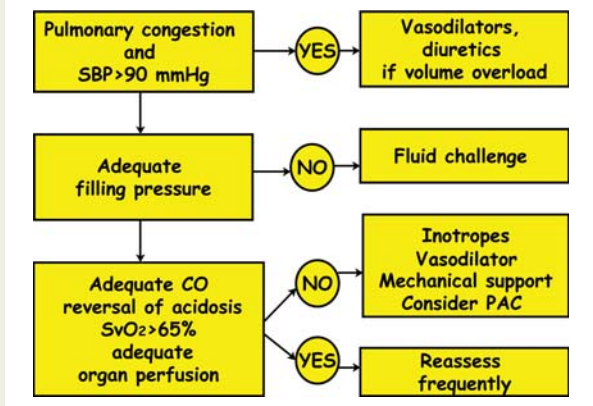 Pulmonary congestion
and
SBP>90 mmHg
YES
Vasodilators,
diuretics
if volume overload
Adequate
filling pressure
NO
Fluid challenge
Adequate CO
reversal of acidosis
SvO2>65%
adequate
organ perfusion
NO
Inotropes
Vasodilator
Mechanical support
Consider PAC
YES
Reassess
frequently